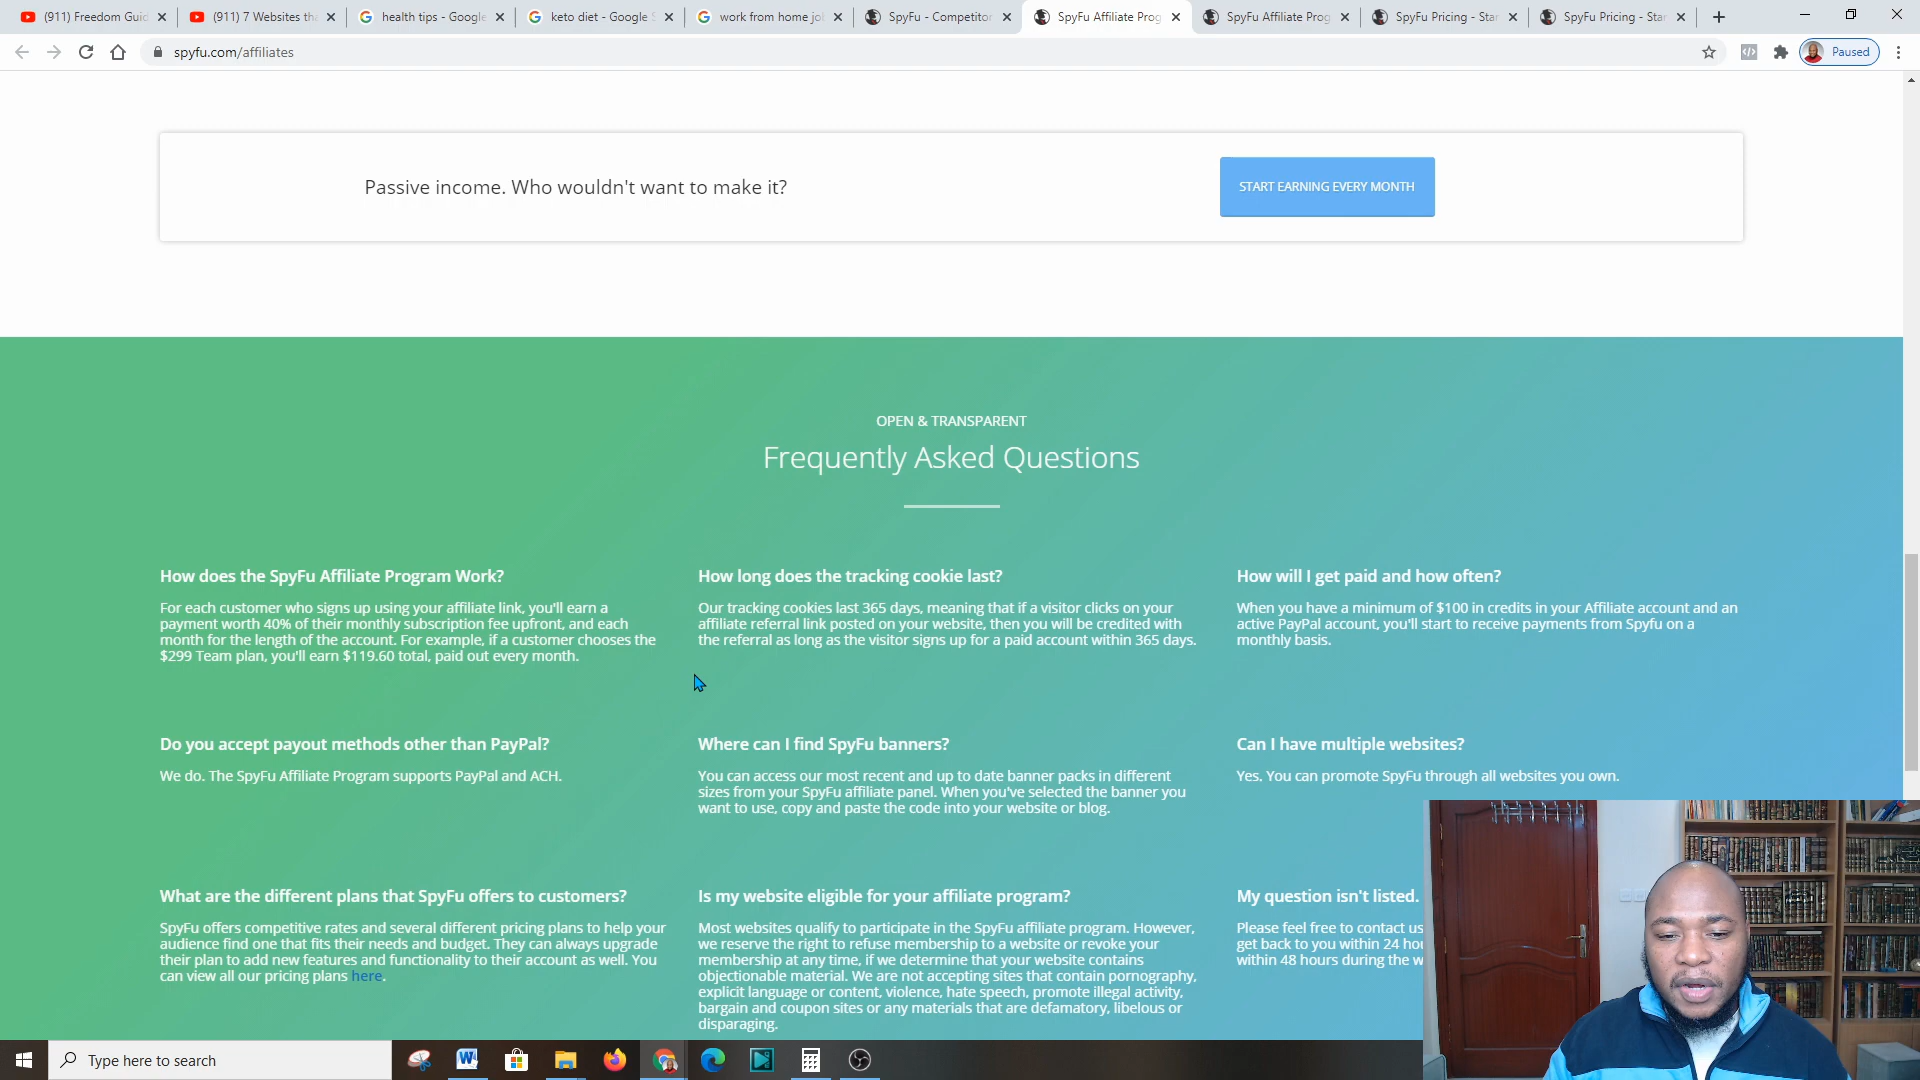 (911) Freedom Guid
(911) 7 Websites tha
health tips - Google
keto diet - Google S
work from home jo
SpyFu - Competitor
SpyFu Affiliate Prog
SpyFu Affiliate Prog
SpyFu Pricing - Star
SpyFu Pricing - Star
spyfu.com/affiliates
Paused
Passive income. Who wouldn't want to make it?
START EARNING EVERY MONTH
OPEN & TRANSPARENT
Frequently Asked Questions
How does the SpyFu Affiliate Program Work?
For each customer who signs up using your affiliate link, you'll earn a
payment worth 40% of their monthly subscription fee upfront, and each
month for the length of the account. For example, if a customer chooses the
$299 Team plan, you'll earn $119.60 total, paid out every month.
How long does the tracking cookie last?
Our tracking cookies last 365 days, meaning that if a visitor clicks on your
affiliate referral link posted on your website, then you will be credited with
the referral as long as the visitor signs up for a paid account within 365 days.
How will I get paid and how often?
When you have a minimum of $100 in credits in your Affiliate account and an
active PayPal account, you'll start to receive payments from Spyfu on a
monthly basis.
Do you accept payout methods other than PayPal?
We do. The SpyFu Affiliate Program supports PayPal and ACH.
Where can I find SpyFu banners?
You can access our most recent and up to date banner packs in different
sizes from your SpyFu affiliate panel. When you've selected the banner you
want to use, copy and paste the code into your website or blog.
Can I have multiple websites?
Yes. You can promote SpyFu through all websites you own.
What are the different plans that SpyFu offers to customers?
SpyFu offers competitive rates and several different pricing plans to help your
audience find one that fits their needs and budget. They can always upgrade
their plan to add new features and functionality to their account as well. You
can view all our pricing plans here.
Is my website eligible for your affiliate program?
Most websites qualify to participate in the SpyFu affiliate program. However,
we reserve the right to refuse membership to a website or revoke your
membership at any time, if we determine that your website contains
objectionable material. We are not accepting sites that contain pornography,
explicit language or content, violence, hate speech, promote illegal activity,
bargain and coupon sites or any materials that are defamatory, libelous or
disparaging.
My question isn't listed.
Please feel free to contact us
get back to you within 24 hou
within 48 hours during the w
Type here to search